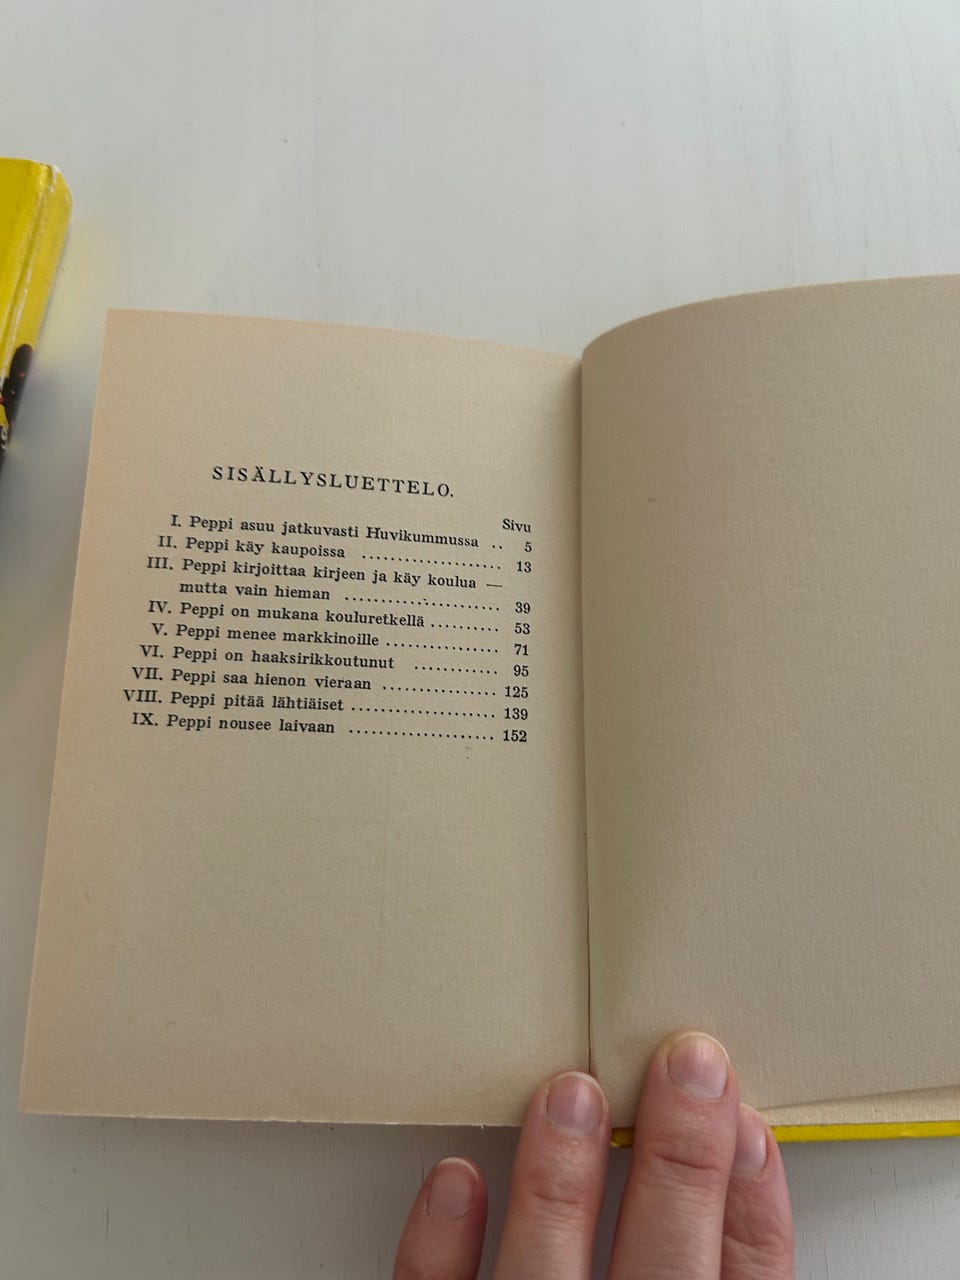 SISÄLLYSLUETTELO.
Sivu
I. Peppi asuu jatkuvasti Huvikummussa .. 5
II. Peppi käy kaupoissa .................. 13
III. Peppi kirjoittaa kirjeen ja käy koulua —
mutta vain hieman .................... 39
IV. Peppi on mukana kouluretkellä ......... 53
V. Peppi menee markkinoille ............... 71
VI. Peppi on haaksirikkoutunut ........... 95
VII. Peppi saa hienon vieraan ............... 125
VIII. Peppi pitää lähtiäiset ................... 139
IX. Peppi nousee laivaan .................... 152